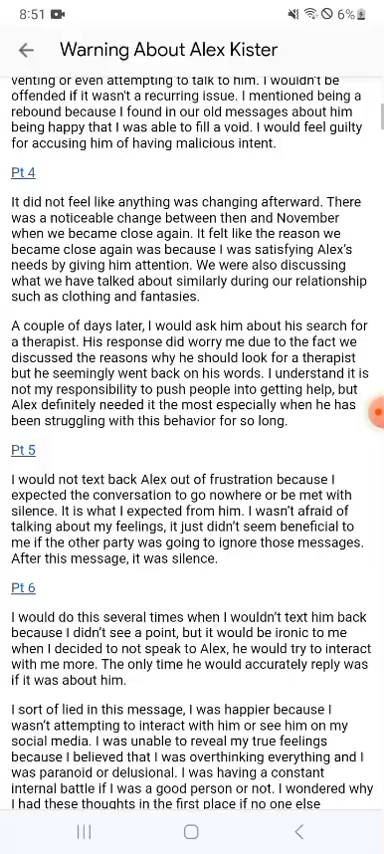 8:51
6%
Warning About Alex Kister
venting or even attempting to talk to him. I wouldn't be
offended if it wasn't a recurring issue. I mentioned being a
rebound because I found in our old messages about him
being happy that I was able to fill a void. I would feel guilty
for accusing him of having malicious intent.
Pt 4
It did not feel like anything was changing afterward. There
was a noticeable change between then and November
when we became close again. It felt like the reason we
became close again was because I was satisfying Alex's
needs by giving him attention. We were also discussing
what we have talked about similarly during our relationship
such as clothing and fantasies.
A couple of days later, I would ask him about his search for
a therapist. His response did worry me due to the fact we
discussed the reasons why he should look for a therapist
but he seemingly went back on his words. I understand it is
not my responsibility to push people into getting help, but
Alex definitely needed it the most especially when he has
been struggling with this behavior for so long.
Pt 5
I would not text back Alex out of frustration because I
expected the conversation to go nowhere or be met with
silence. It is what I expected from him. I wasn't afraid of
talking about my feelings, it just didn't seem beneficial to
me if the other party was going to ignore those messages.
After this message, it was silence.
Pt 6
I would do this several times when I wouldn't text him back
because I didn't see a point, but it would be ironic to me
when I decided to not speak to Alex, he would try to interact
with me more. The only time he would accurately reply was
if it was about him.
I sort of lied in this message, I was happier because I
wasn't attempting to interact with him or see him on my
social media. I was unable to reveal my true feelings
because I believed that I was overthinking everything and I
was paranoid or delusional. I was having a constant
internal battle if I was a good person or not. I wondered why
I had these thoughts in the first place if no one else